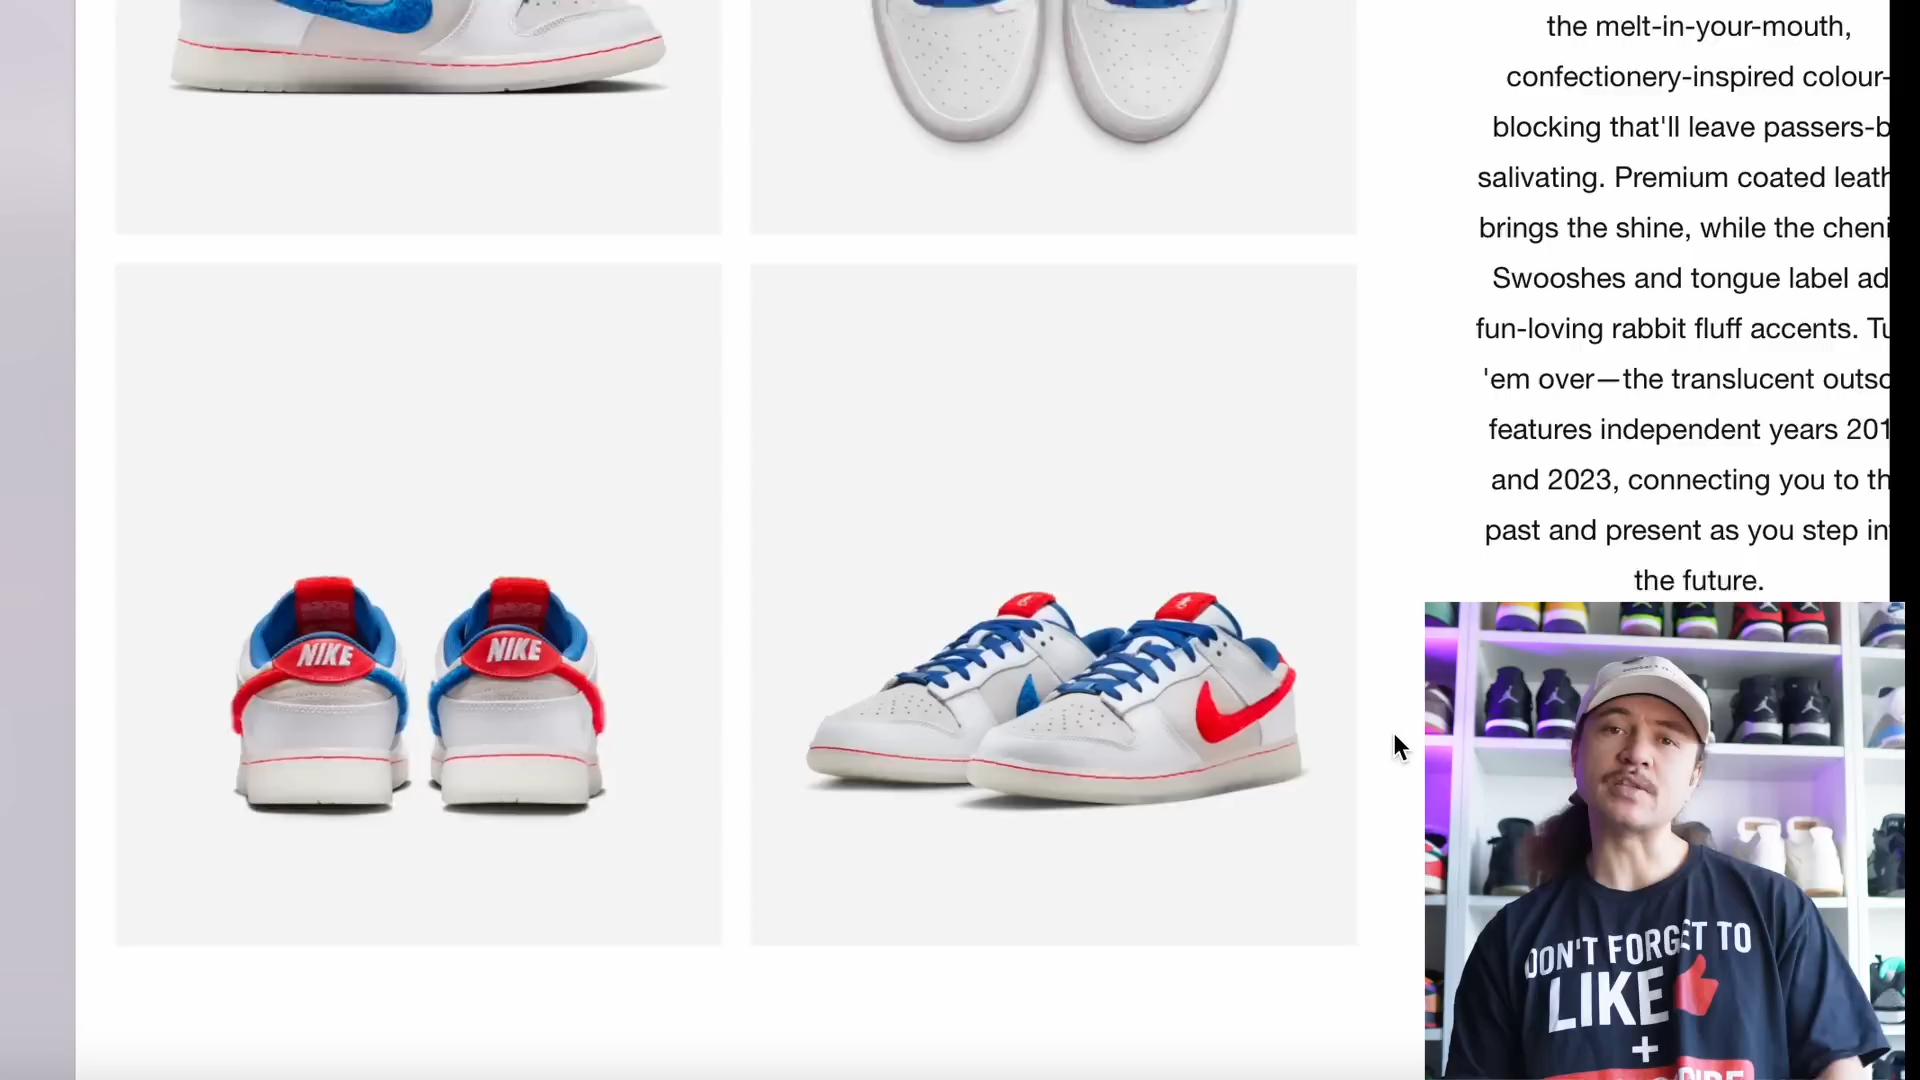 the melt-in-your-mouth,
confectionery-inspired colour-
blocking that'll leave passers-b
salivating. Premium coated leath
brings the shine, while the cheni
Swooshes and tongue label ad
fun-loving rabbit fluff accents. Tu
'em over—the translucent outso
features independent years 201
and 2023, connecting you to th
past and present as you step in
the future.
NIKE NIKE
DON'T FORGET TO
LIKE
+